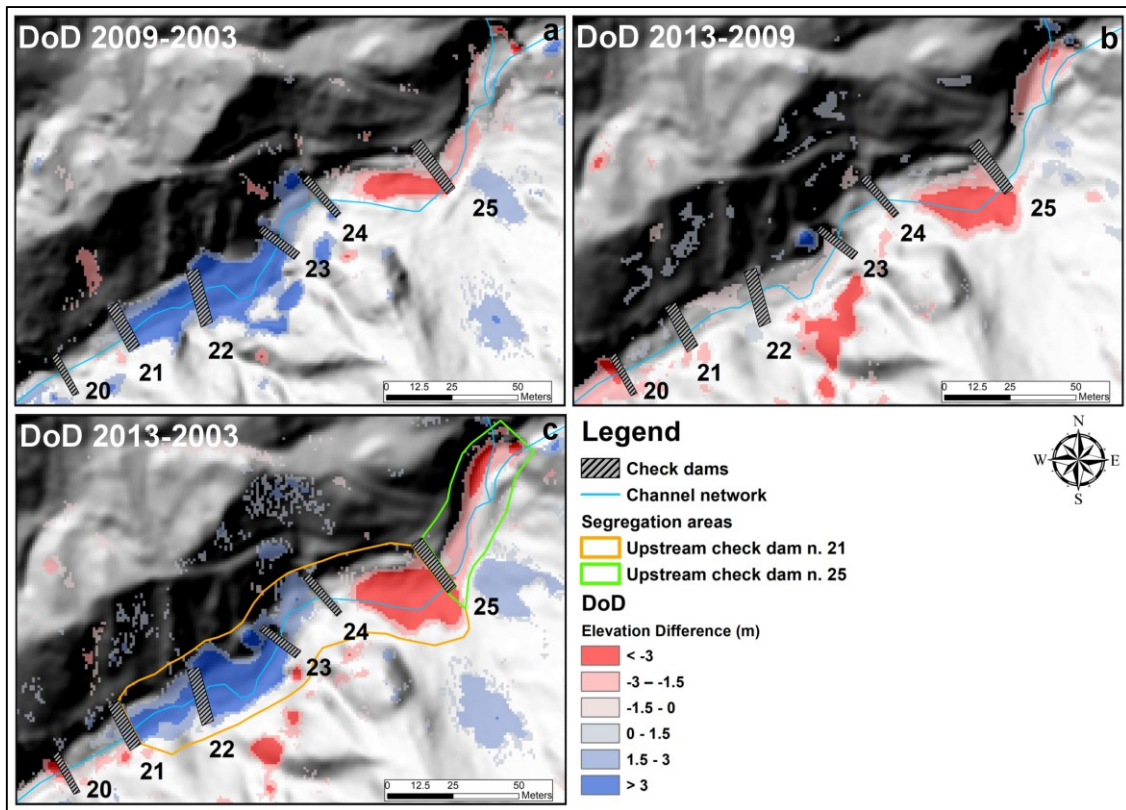 DoD 2009-2003
a
25
24
23
22
21
20
0 12.5 25 50
Meters
DoD 2013-2009
b
25
24
23
22
21
20
0 12.5 25 50
Meters
DoD 2013-2003
c
25
24
23
22
21
20
0 12.5 25 50
Meters
Legend
N
W E
S
Check dams
Channel network
Segregation areas
Upstream check dam n. 21
Upstream check dam n. 25
DoD
Elevation Difference (m)
< -3
-3 – -1.5
-1.5 - 0
0 - 1.5
1.5 - 3
> 3